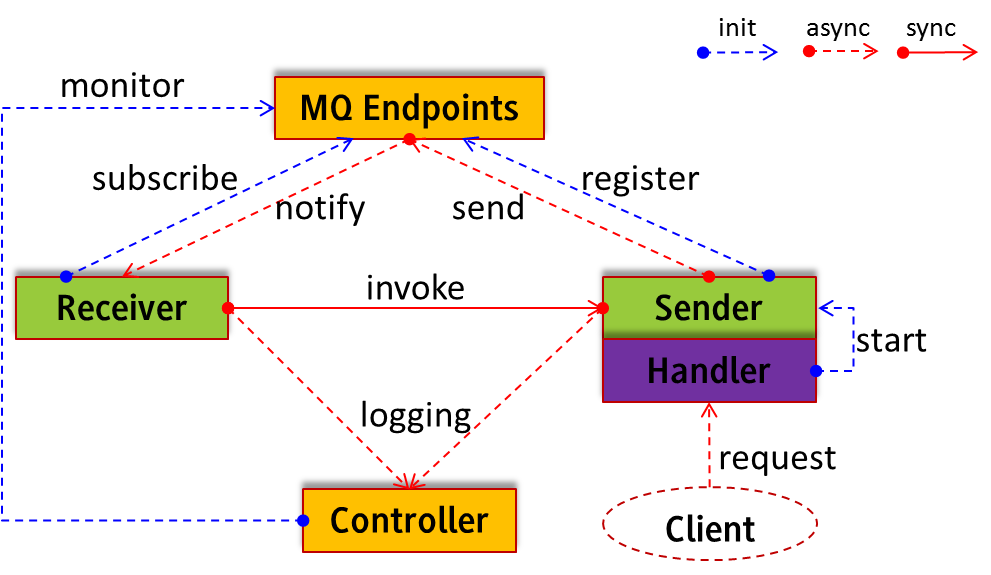 init async sync
monitor
MQ Endpoints
subscribe register
notify send
invoke
Receiver Sender
start
Handler
logging
request
Controller Client